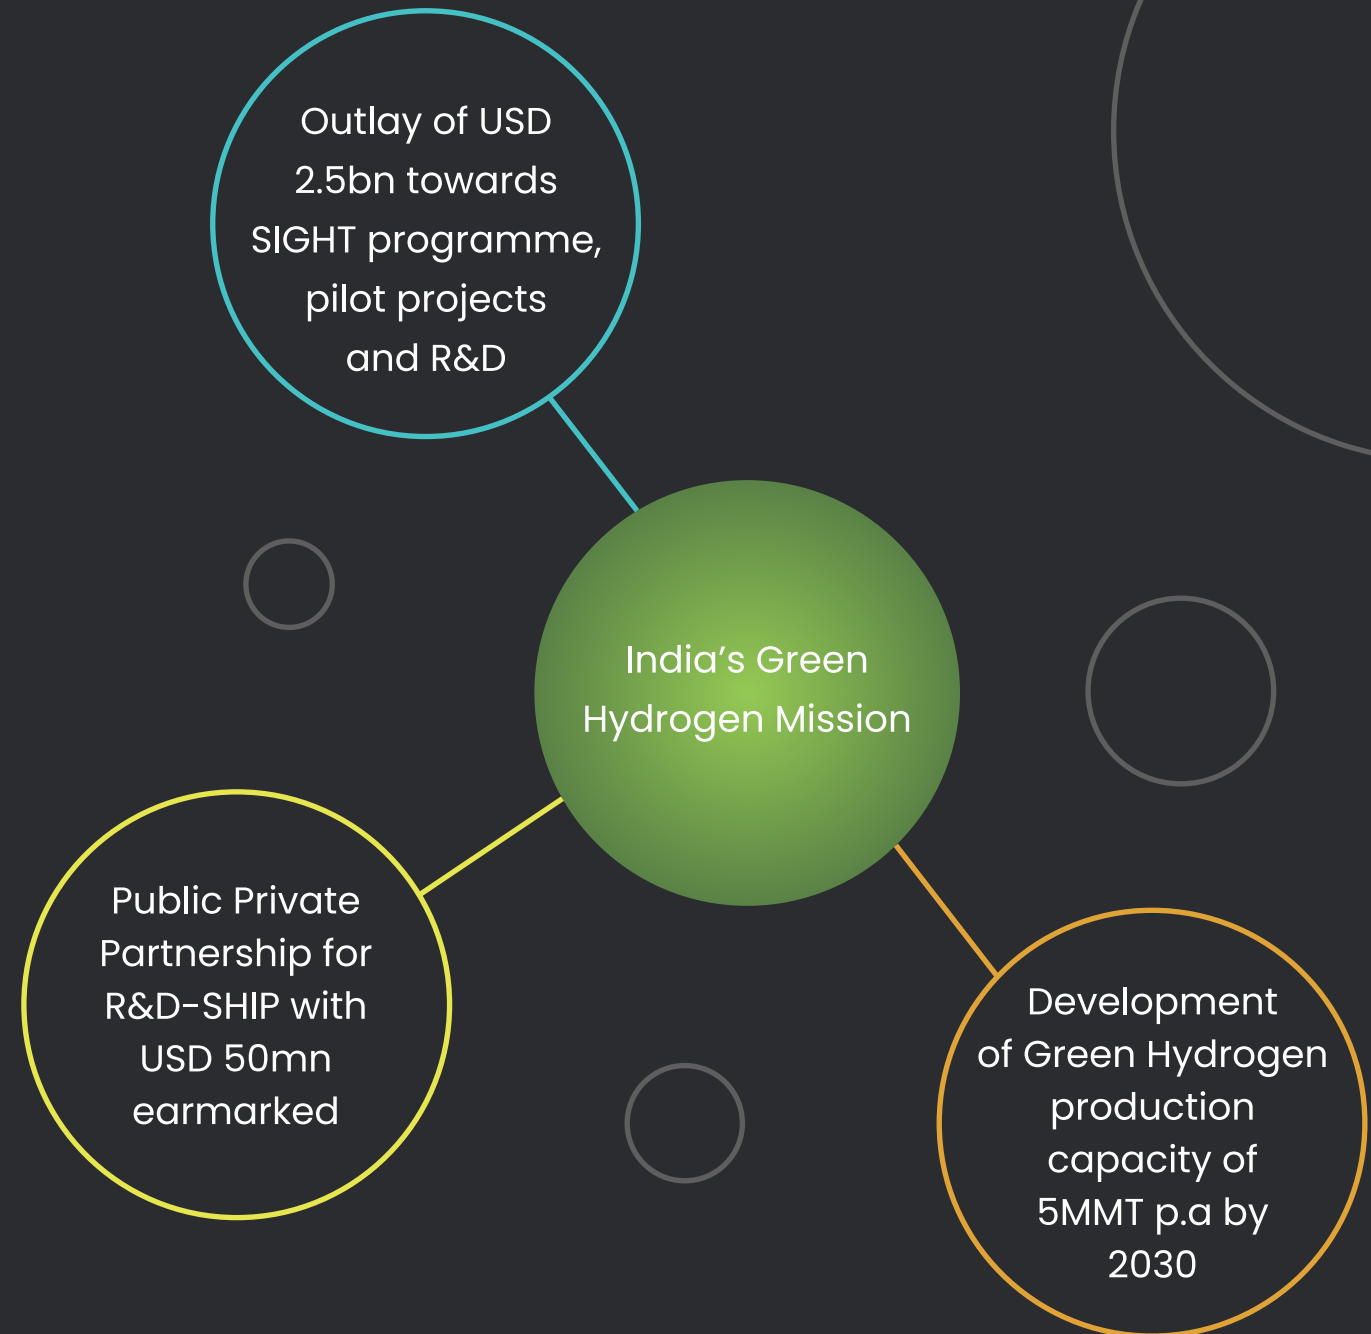 Outlay of USD
2.5bn towards
SIGHT programme,
pilot projects
and R&D
India’s Green
Hydrogen Mission
Public Private
Partnership for
R&D-SHIP with
USD 50mn
earmarked
Development
of Green Hydrogen
production
capacity of
5MMT p.a by
2030